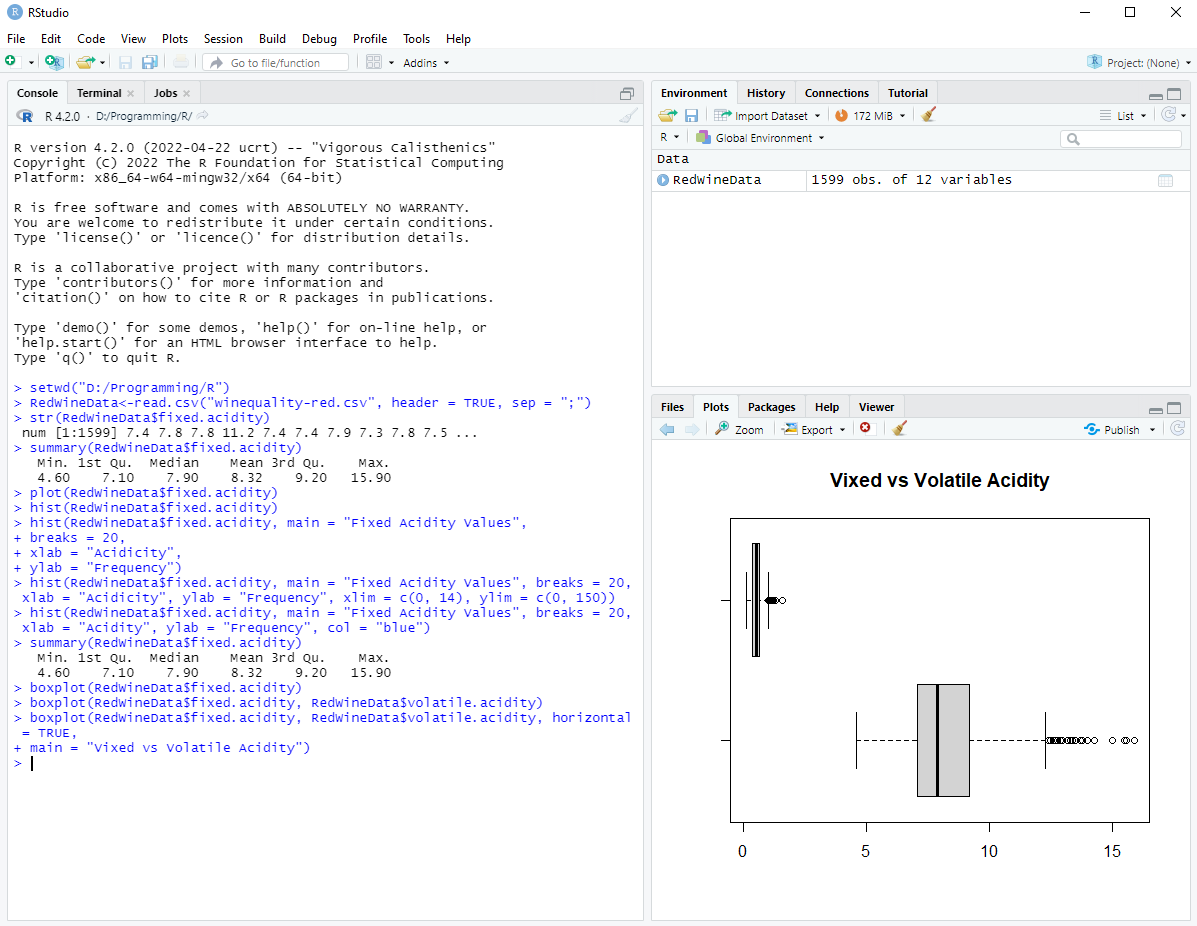 RStudio
File Edit Code View Plots Session Build Debug Profile Tools Help
Go to file/function Addins Project: (None)
Console Terminal Jobs
R 4.2.0 · D:/Programming/R/
R version 4.2.0 (2022-04-22 ucrt) -- "Vigorous Calisthenics"
Copyright (C) 2022 The R Foundation for Statistical Computing
Platform: x86_64-w64-mingw32/x64 (64-bit)
R is free software and comes with ABSOLUTELY NO WARRANTY.
You are welcome to redistribute it under certain conditions.
Type 'license()' or 'licence()' for distribution details.
R is a collaborative project with many contributors.
Type 'contributors()' for more information and
'citation()' on how to cite R or R packages in publications.
Type 'demo()' for some demos, 'help()' for on-line help, or
'help.start()' for an HTML browser interface to help.
Type 'q()' to quit R.
> setwd("D:/Programming/R")
> RedWineData<-read.csv("winequality-red.csv", header = TRUE, sep = ";")
> str(RedWineData$fixed.acidity)
num [1:1599] 7.4 7.8 7.8 11.2 7.4 7.4 7.9 7.3 7.8 7.5 ...
> summary(RedWineData$fixed.acidity)
Min. 1st Qu. Median Mean 3rd Qu. Max.
4.60 7.10 7.90 8.32 9.20 15.90
> plot(RedWineData$fixed.acidity)
> hist(RedWineData$fixed.acidity)
> hist(RedWineData$fixed.acidity, main = "Fixed Acidity Values",
+ breaks = 20,
+ xlab = "Acidicity",
+ ylab = "Frequency")
> hist(RedWineData$fixed.acidity, main = "Fixed Acidity Values", breaks = 20,
xlab = "Acidicity", ylab = "Frequency", xlim = c(0, 14), ylim = c(0, 150))
> hist(RedWineData$fixed.acidity, main = "Fixed Acidity Values", breaks = 20,
xlab = "Acidity", ylab = "Frequency", col = "blue")
> summary(RedWineData$fixed.acidity)
Min. 1st Qu. Median Mean 3rd Qu. Max.
4.60 7.10 7.90 8.32 9.20 15.90
> boxplot(RedWineData$fixed.acidity)
> boxplot(RedWineData$fixed.acidity, RedWineData$volatile.acidity)
> boxplot(RedWineData$fixed.acidity, RedWineData$volatile.acidity, horizontal
= TRUE,
+ main = "Vixed vs Volatile Acidity")
>
Environment History Connections Tutorial
Import Dataset 172 MiB List
R Global Environment
Data
RedWineData 1599 obs. of 12 variables
Files Plots Packages Help Viewer
Zoom Export Publish
Vixed vs Volatile Acidity
0 5 10 15